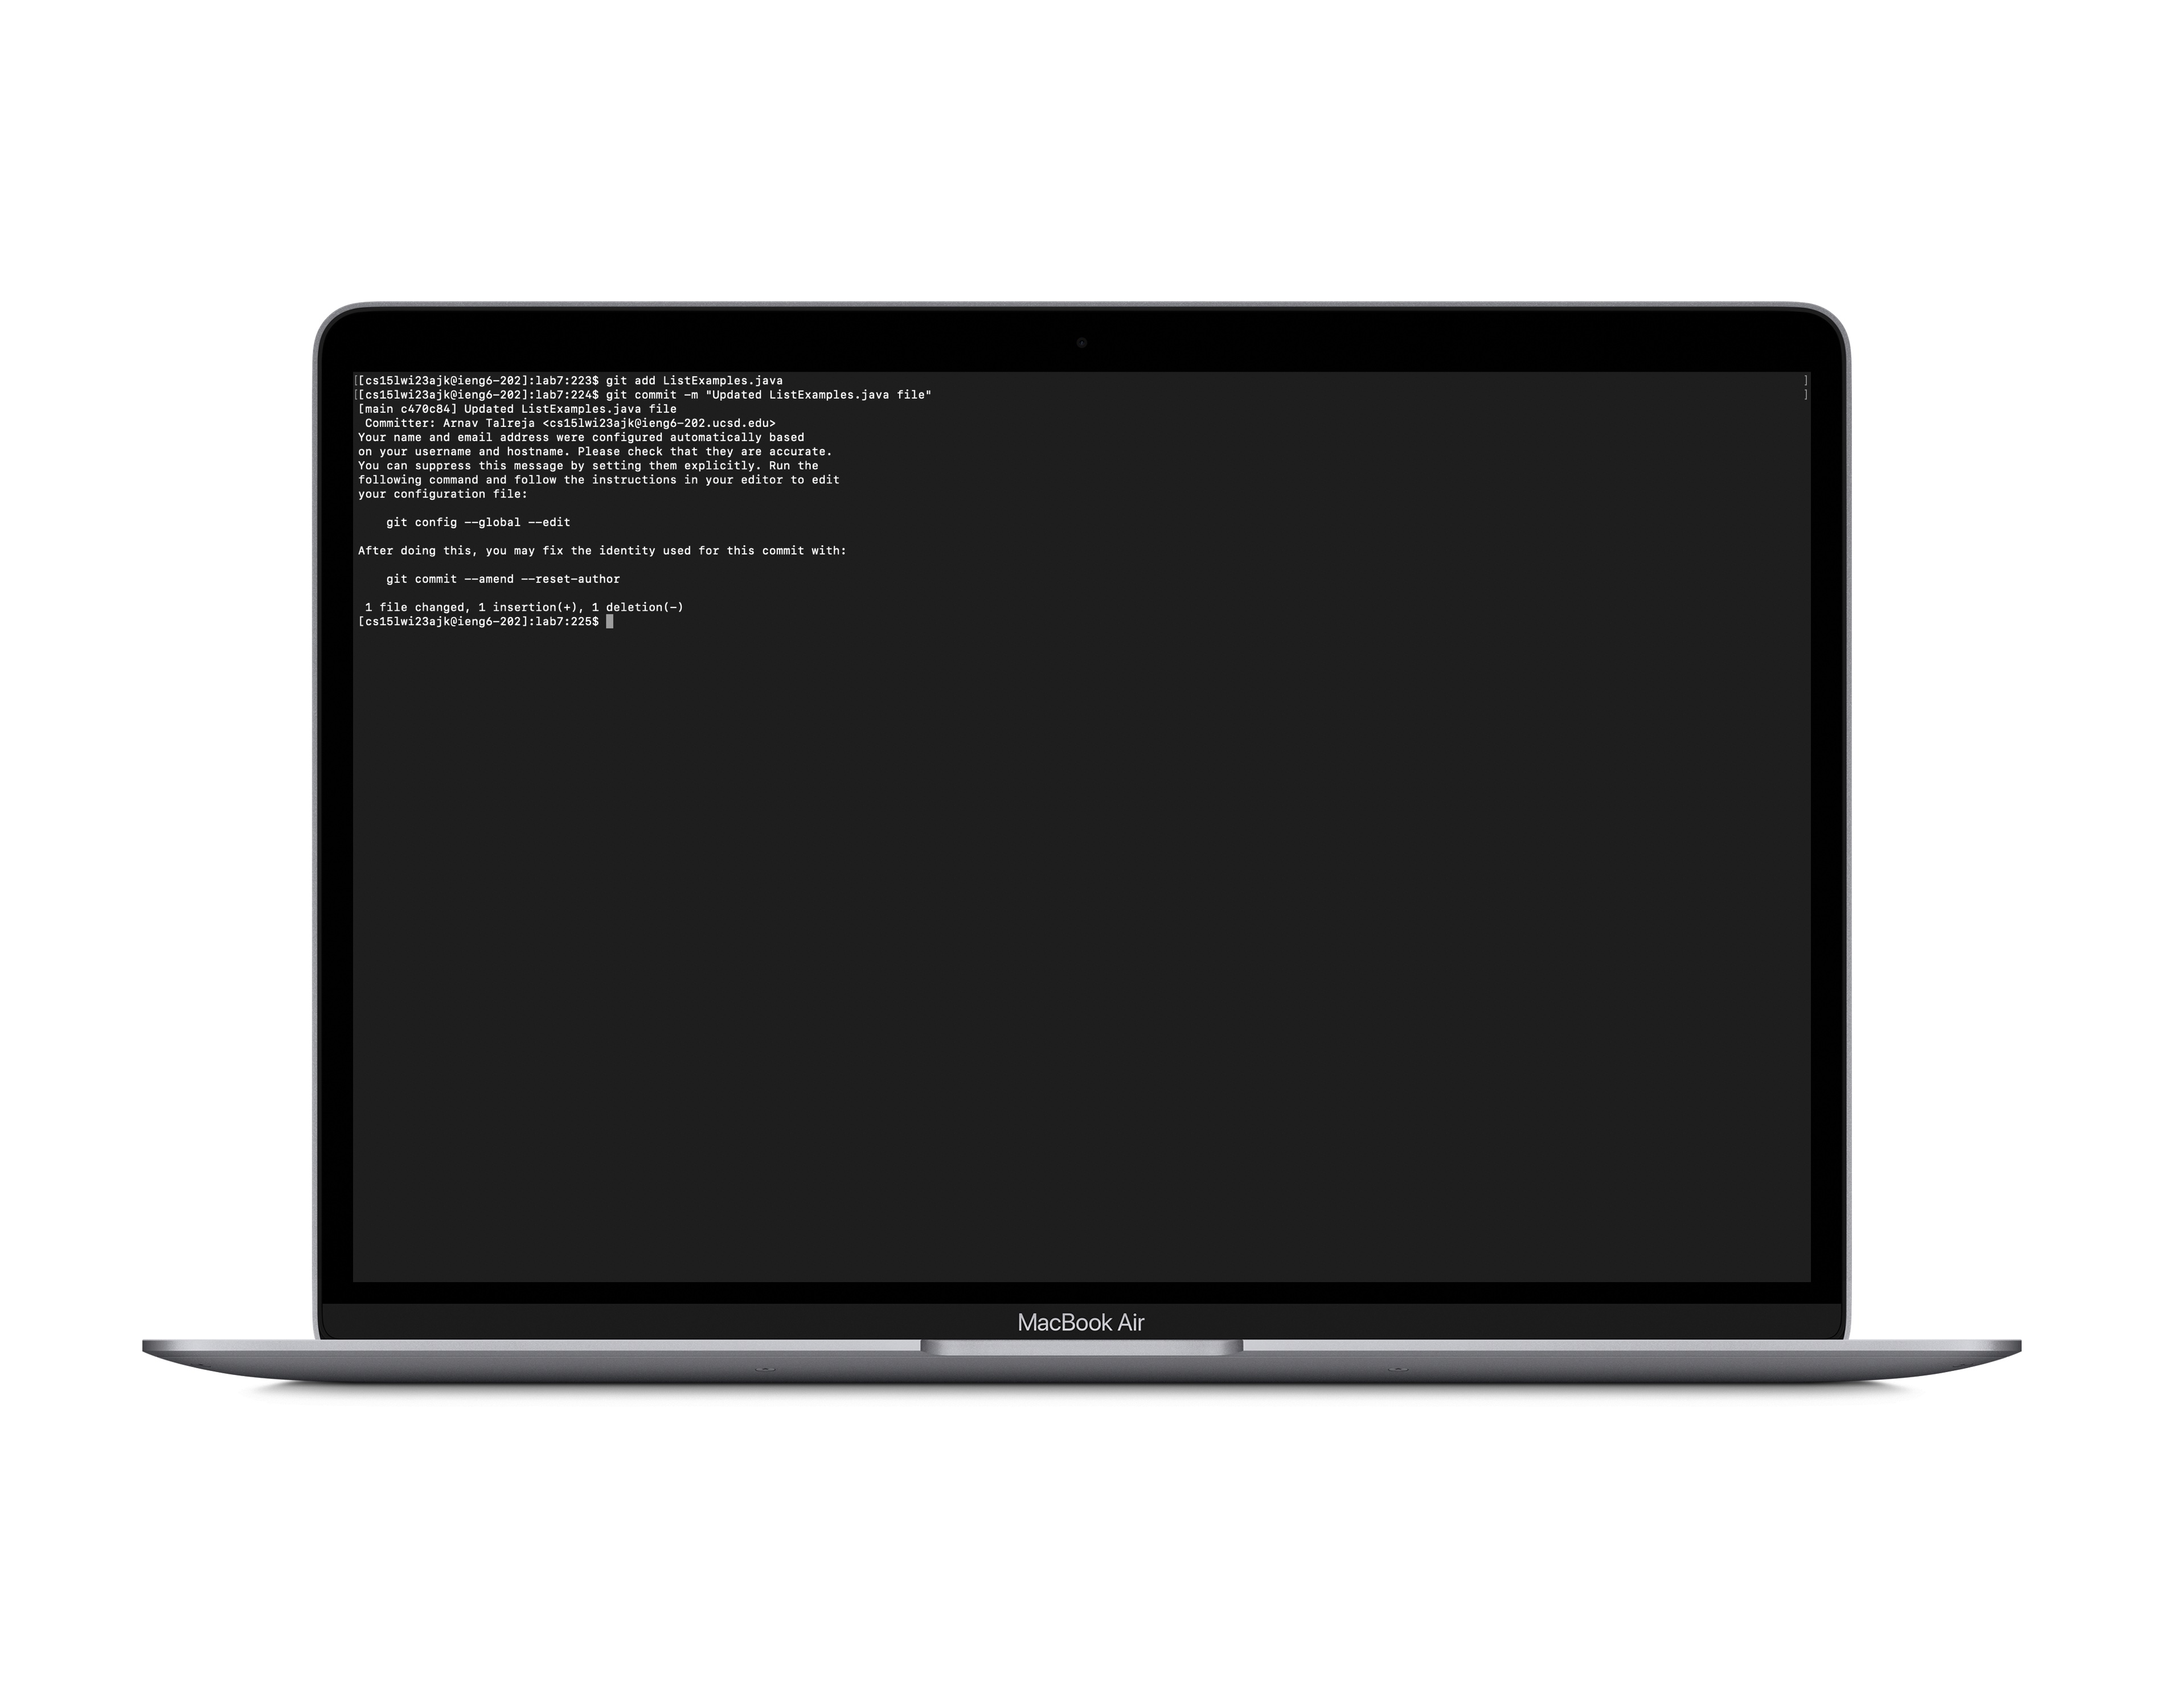 [[cs15lwi23ajk@ieng6-202]:lab7:223$ git add ListExamples.java ]
[[cs15lwi23ajk@ieng6-202]:lab7:224$ git commit -m "Updated ListExamples.java file" ]
[main c470c84] Updated ListExamples.java file
 Committer: Arnav Talreja <cs15lwi23ajk@ieng6-202.ucsd.edu>
Your name and email address were configured automatically based
on your username and hostname. Please check that they are accurate.
You can suppress this message by setting them explicitly. Run the
following command and follow the instructions in your editor to edit
your configuration file:
    git config --global --edit
After doing this, you may fix the identity used for this commit with:
    git commit --amend --reset-author
 1 file changed, 1 insertion(+), 1 deletion(-)
[cs15lwi23ajk@ieng6-202]:lab7:225$
MacBook Air